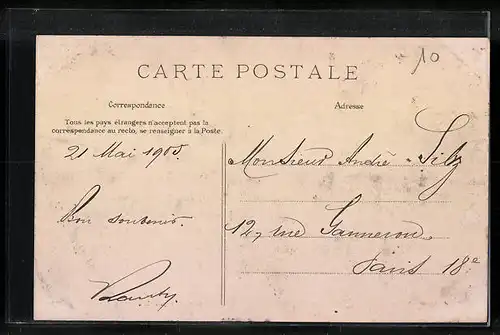 10
CARTE POSTALE
Correspondance
Adresse
Tous les pays étrangers n'acceptent pas la
correspondance au recto, se renseigner à la Poste.
21 Mai 1905.
Bon souvenir.
Monsieur André Silz
12, rue Ganneron.
Paris 18e